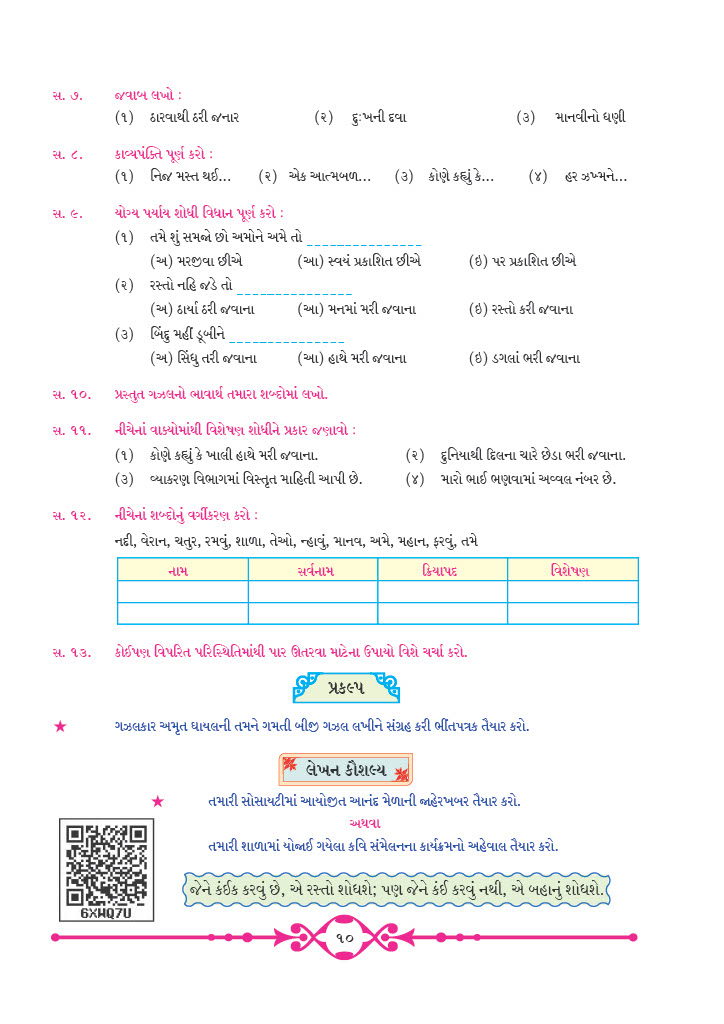 સ. ૭. જવાબ લખો :
(૧) ઠારવાથી ઠરી જનાર (૨) દુઃખની દવા (૩) માનવીનો ધણી
સ. ૮. કાવ્યપંક્તિ પૂર્ણ કરો :
(૧) નિજ મસ્ત થઈ... (૨) એક આત્મબળ... (૩) કોણે કહ્યું કે... (૪) હર ઝખ્મને...
સ. ૯. યોગ્ય પર્યાય શોધી વિધાન પૂર્ણ કરો :
(૧) તમે શું સમજો છો અમોને અમે તો _______________
(અ) મરજીવા છીએ (આ) સ્વયં પ્રકાશિત છીએ (ઇ) પર પ્રકાશિત છીએ
(૨) રસ્તો નહિ જડે તો _______________
(અ) ઠાર્યા ઠરી જવાના (આ) મનમાં મરી જવાના (ઇ) રસ્તો કરી જવાના
(૩) બિંદુ મહીં ડૂબીને _______________
(અ) સિંધુ તરી જવાના (આ) હાથે મરી જવાના (ઇ) ડગલાં ભરી જવાના
સ. ૧૦. પ્રસ્તુત ગઝલનો ભાવાર્થ તમારા શબ્દોમાં લખો.
સ. ૧૧. નીચેનાં વાક્યોમાંથી વિશેષણ શોધીને પ્રકાર જણાવો :
(૧) કોણે કહ્યું કે ખાલી હાથે મરી જવાના. (૨) દુનિયાથી દિલના ચારે છેડા ભરી જવાના.
(૩) વ્યાકરણ વિભાગમાં વિસ્તૃત માહિતી આપી છે. (૪) મારો ભાઈ ભણવામાં અવ્વલ નંબર છે.
સ. ૧૨. નીચેનાં શબ્દોનું વર્ગીકરણ કરો :
નદી, વેરાન, ચતુર, રમવું, શાળા, તેઓ, ન્હાવું, માનવ, અમે, મહાન, ફરવું, તમે
નામ સર્વનામ ક્રિયાપદ વિશેષણ
સ. ૧૩. કોઈપણ વિપરિત પરિસ્થિતિમાંથી પાર ઊતરવા માટેના ઉપાયો વિશે ચર્ચા કરો.
પ્રકલ્પ
★ ગઝલકાર અમૃત ઘાયલની તમને ગમતી બીજી ગઝલ લખીને સંગ્રહ કરી ભીંતપત્રક તૈયાર કરો.
લેખન કૌશલ્ય
★ તમારી સોસાયટીમાં આયોજીત આનંદ મેળાની જાહેરખબર તૈયાર કરો.
અથવા
તમારી શાળામાં યોજાઈ ગયેલા કવિ સંમેલનના કાર્યક્રમનો અહેવાલ તૈયાર કરો.
જેને કંઈક કરવું છે, એ રસ્તો શોધશે; પણ જેને કંઈ કરવું નથી, એ બહાનું શોધશે.
6XWQ7U
૧૦